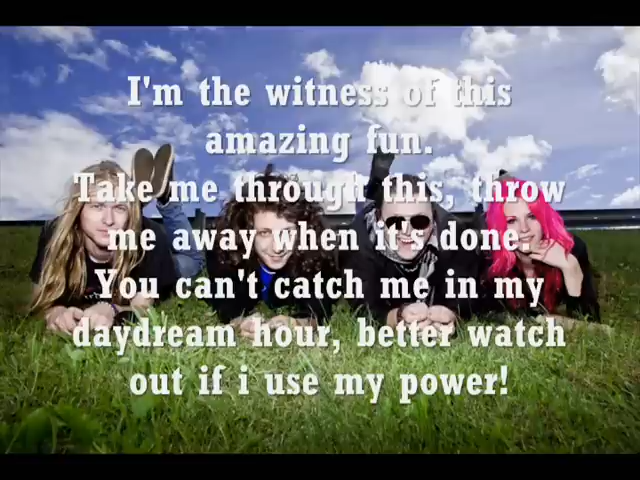 I'm the witness of this
amazing fun.
Take me through this, throw
me away when it's done.
You can't catch me in my
daydream hour, better watch
out if i use my power!